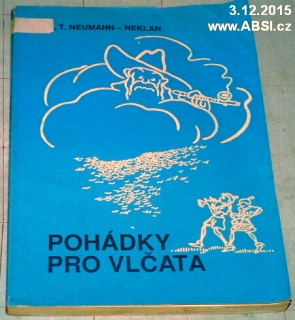 3.12.2015
www.ABSI.cz
. T. NEUMANN – NEKLAN
POHÁDKY
PRO VLČATA